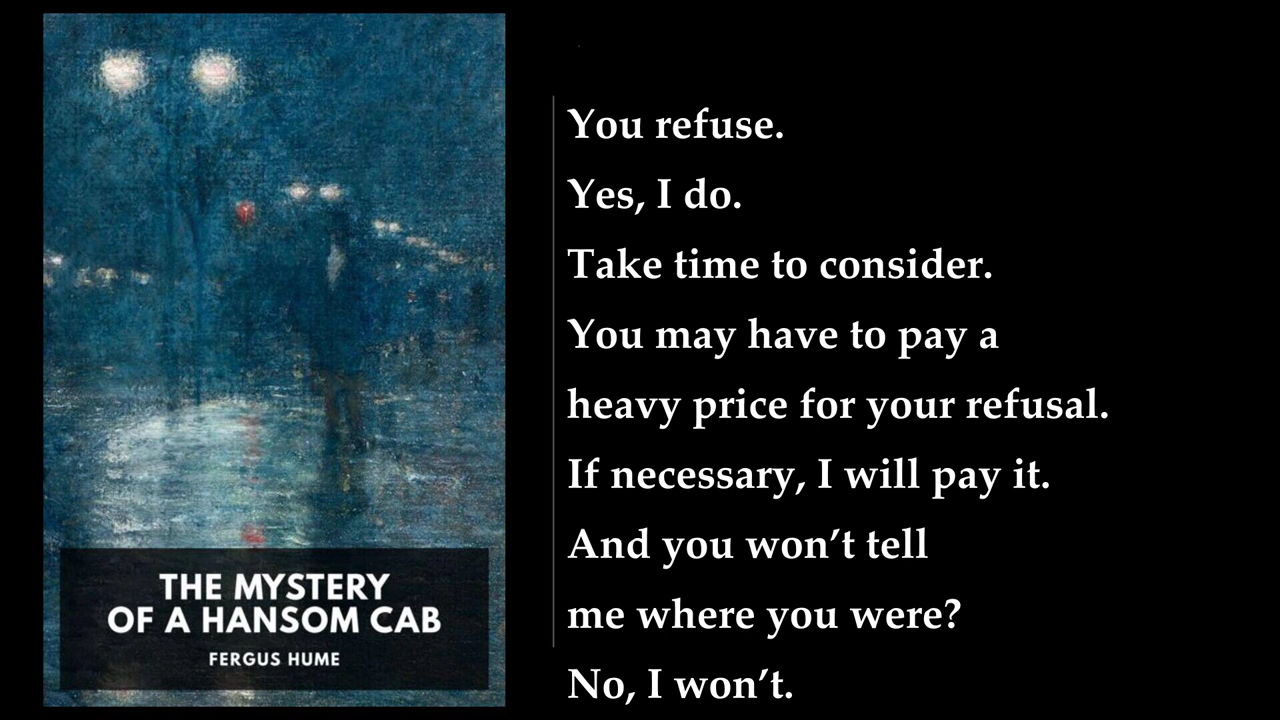 THE MYSTERY
OF A HANSOM CAB
FERGUS HUME
You refuse.
Yes, I do.
Take time to consider.
You may have to pay a
heavy price for your refusal.
If necessary, I will pay it.
And you won’t tell
me where you were?
No, I won’t.